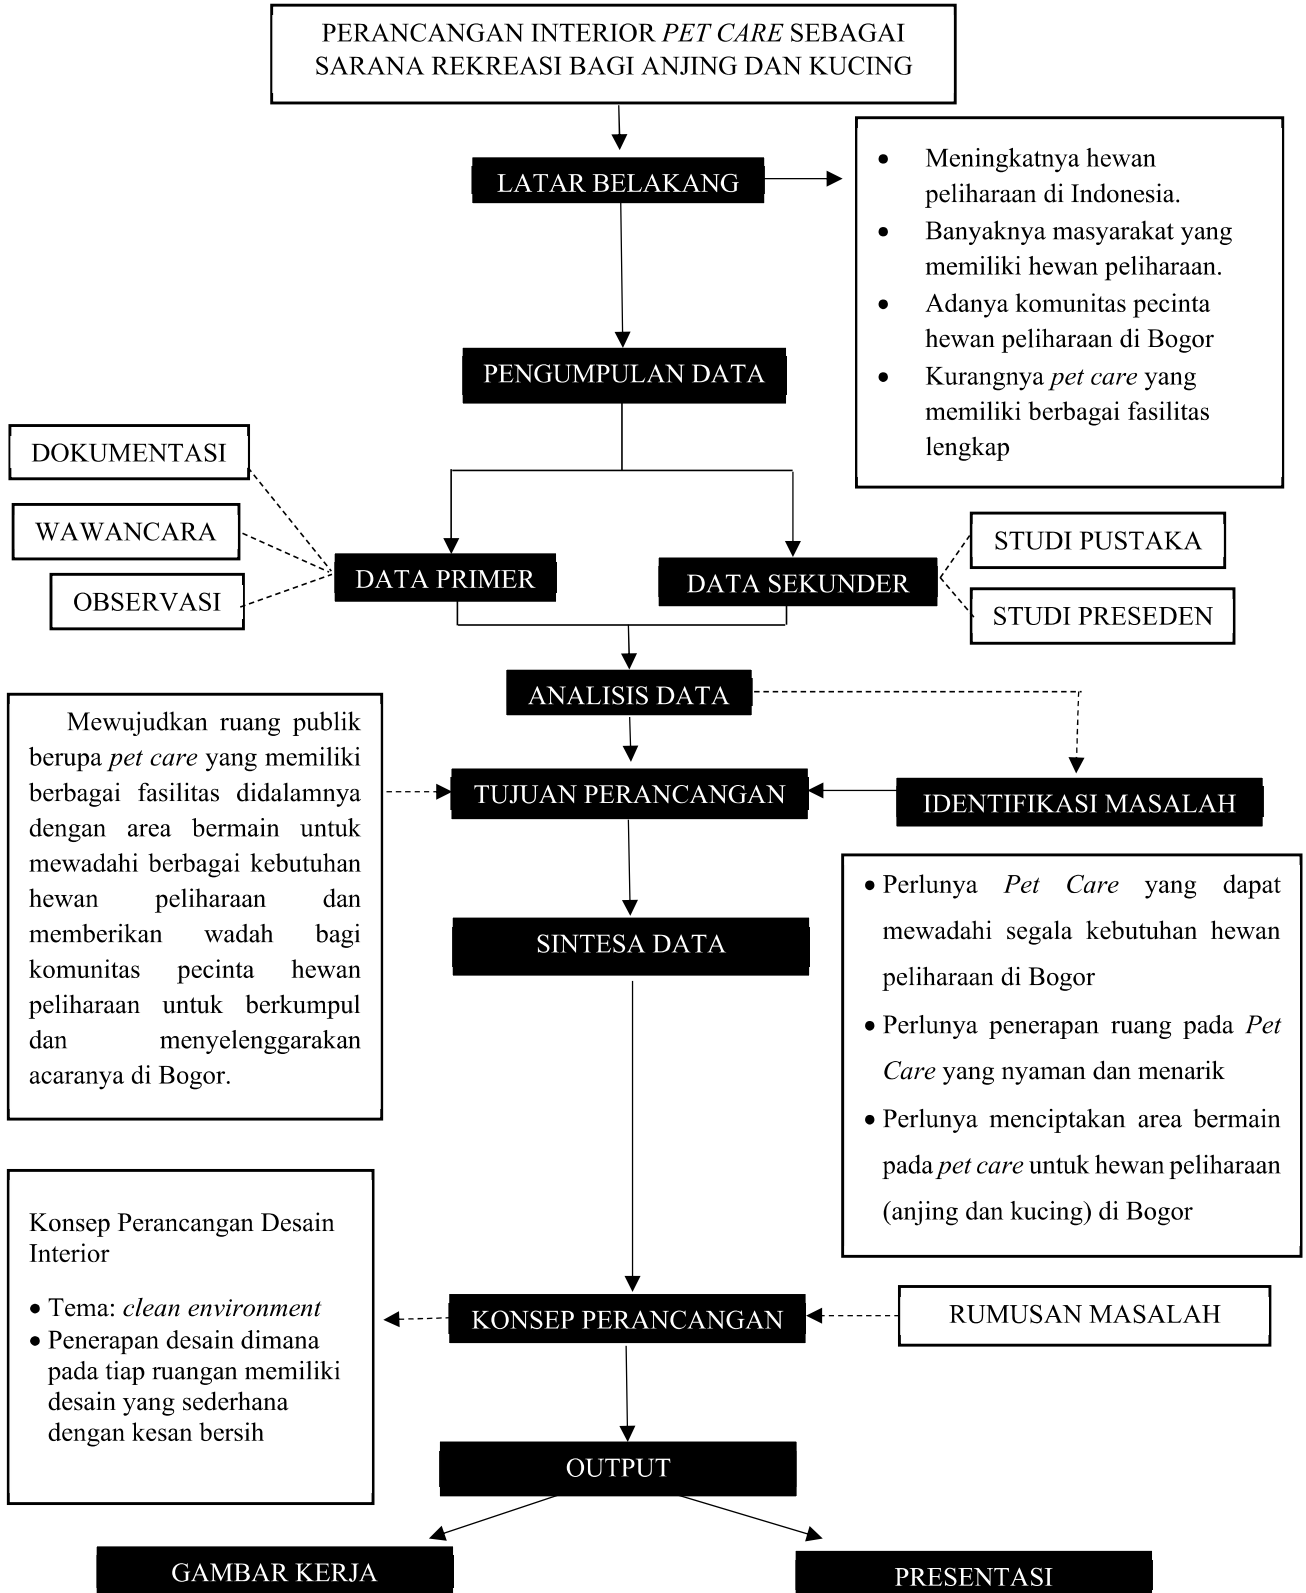 PERANCANGAN INTERIOR PET CARE SEBAGAI
SARANA REKREASI BAGI ANJING DAN KUCING
LATAR BELAKANG
• Meningkatnya hewan
peliharaan di Indonesia.
• Banyaknya masyarakat yang
memiliki hewan peliharaan.
• Adanya komunitas pecinta
hewan peliharaan di Bogor
• Kurangnya pet care yang
memiliki berbagai fasilitas
lengkap
PENGUMPULAN DATA
DOKUMENTASI
WAWANCARA
OBSERVASI
DATA PRIMER
DATA SEKUNDER
STUDI PUSTAKA
STUDI PRESEDEN
ANALISIS DATA
Mewujudkan ruang publik
berupa pet care yang memiliki
berbagai fasilitas didalamnya
dengan area bermain untuk
mewadahi berbagai kebutuhan
hewan peliharaan dan
memberikan wadah bagi
komunitas pecinta hewan
peliharaan untuk berkumpul
dan menyelenggarakan
acaranya di Bogor.
TUJUAN PERANCANGAN
IDENTIFIKASI MASALAH
• Perlunya Pet Care yang dapat
mewadahi segala kebutuhan hewan
peliharaan di Bogor
• Perlunya penerapan ruang pada Pet
Care yang nyaman dan menarik
• Perlunya menciptakan area bermain
pada pet care untuk hewan peliharaan
(anjing dan kucing) di Bogor
SINTESA DATA
Konsep Perancangan Desain
Interior
• Tema: clean environment
• Penerapan desain dimana
pada tiap ruangan memiliki
desain yang sederhana
dengan kesan bersih
KONSEP PERANCANGAN
RUMUSAN MASALAH
OUTPUT
GAMBAR KERJA
PRESENTASI